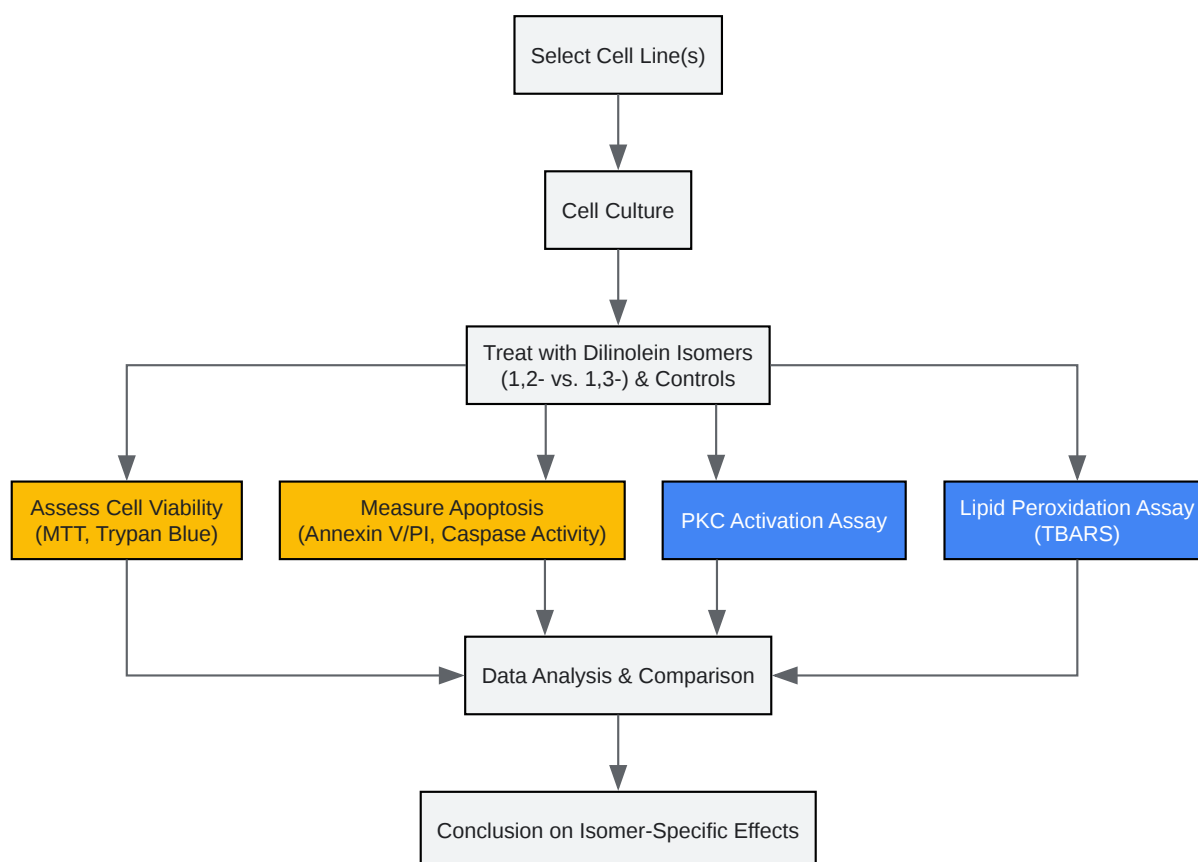 Select Cell Line(s)
Cell Culture
Treat with Dilinolein Isomers
(1,2- vs. 1,3-) & Controls
Assess Cell Viability
(MTT, Trypan Blue)
Measure Apoptosis
(Annexin V/PI, Caspase Activity)
PKC Activation Assay
Lipid Peroxidation Assay
(TBARS)
Data Analysis & Comparison
Conclusion on Isomer-Specific Effects